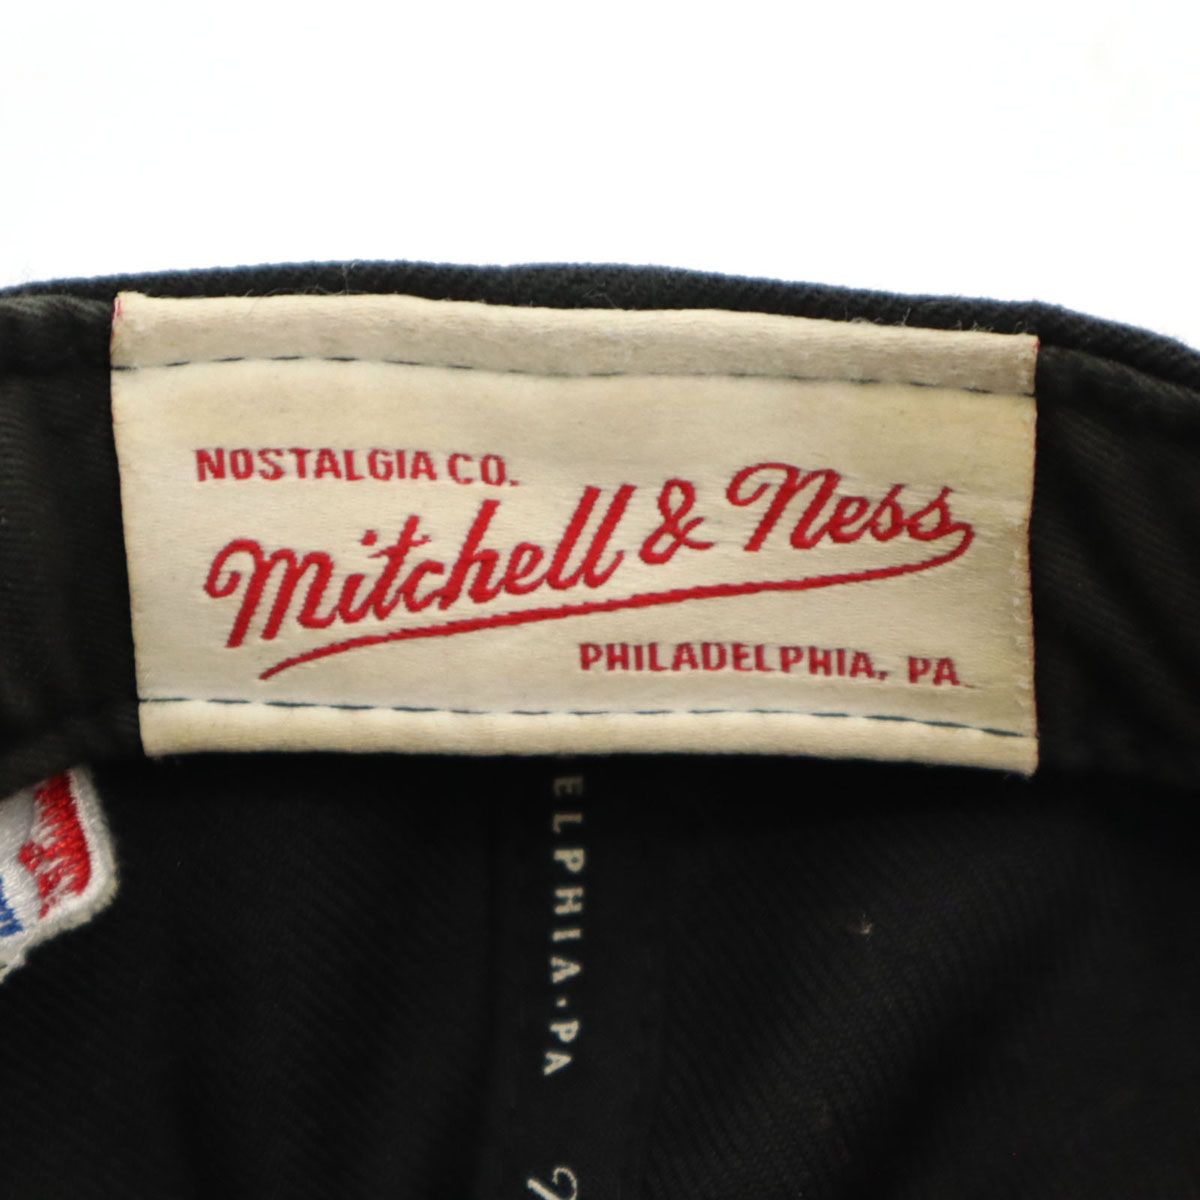 NOSTALGIA CO.
Mitchell & Ness
PHILADELPHIA, PA
ELPHIA·PA